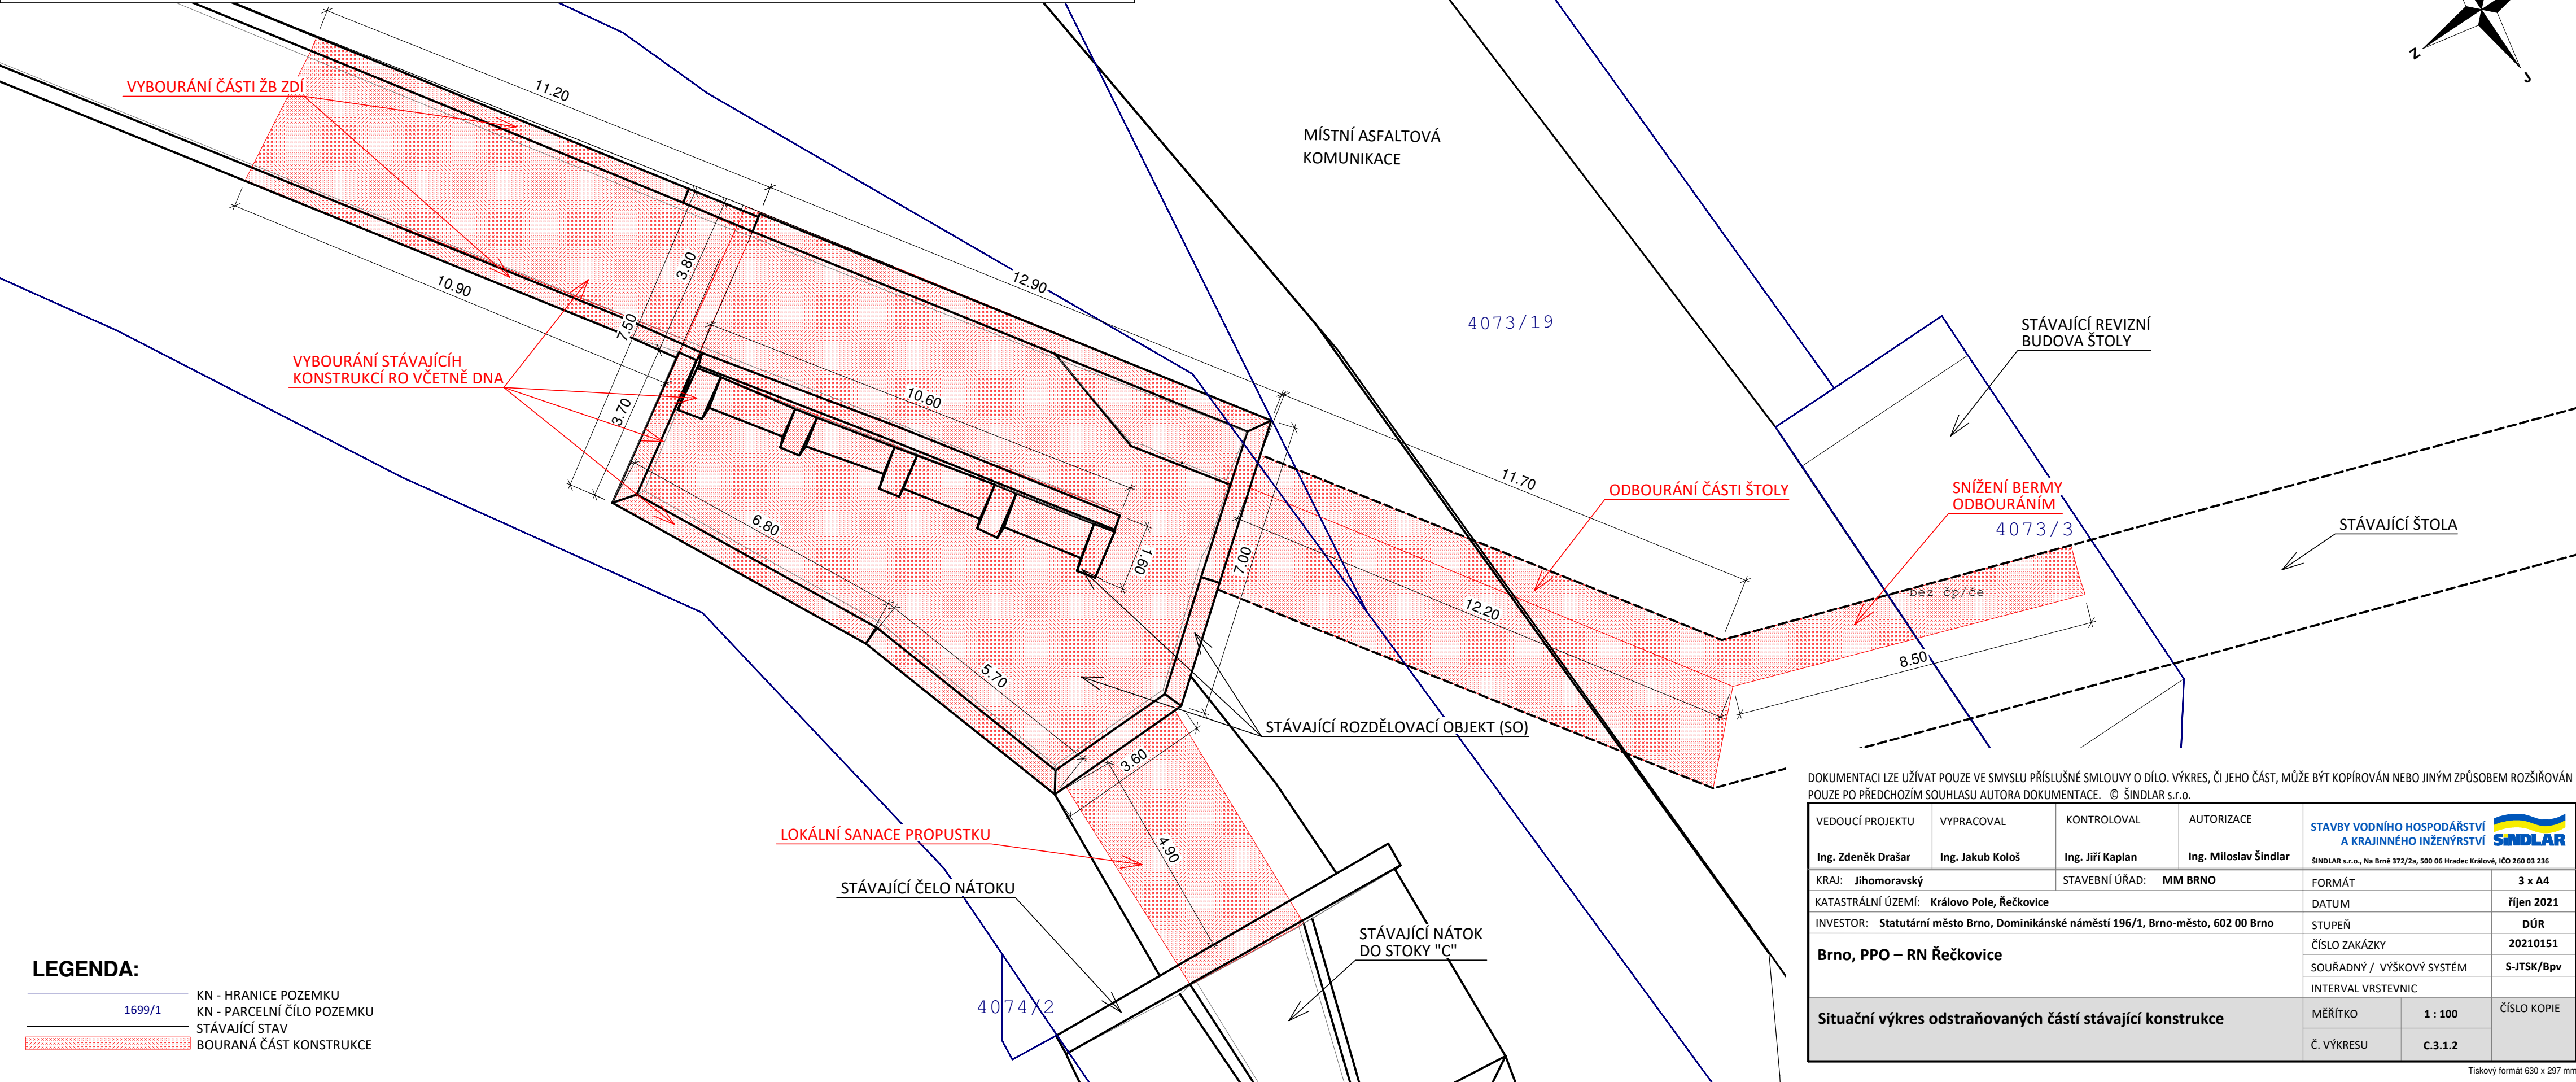 Z
J
VYBOURÁNÍ ČÁSTI ŽB ZDÍ
11.20
MÍSTNÍ ASFALTOVÁ
KOMUNIKACE
3.80
12.90
10.90
7.50
4073/19
STÁVAJÍCÍ REVIZNÍ
BUDOVA ŠTOLY
VYBOURÁNÍ STÁVAJÍCÍH
KONSTRUKCÍ RO VČETNĚ DNA
3.70
10.60
11.70
ODBOURÁNÍ ČÁSTI ŠTOLY
SNÍŽENÍ BERMY
ODBOURÁNÍM
4073/3
STÁVAJÍCÍ ŠTOLA
6.80
1.60
7.00
12.20
bez čp/če
8.50
5.70
STÁVAJÍCÍ ROZDĚLOVACÍ OBJEKT (SO)
3.60
4.90
LOKÁLNÍ SANACE PROPUSTKU
STÁVAJÍCÍ ČELO NÁTOKU
STÁVAJÍCÍ NÁTOK
DO STOKY "C"
4074/2
LEGENDA:
KN - HRANICE POZEMKU
1699/1 KN - PARCELNÍ ČÍLO POZEMKU
STÁVAJÍCÍ STAV
BOURANÁ ČÁST KONSTRUKCE
DOKUMENTACI LZE UŽÍVAT POUZE VE SMYSLU PŘÍSLUŠNÉ SMLOUVY O DÍLO. VÝKRES, ČI JEHO ČÁST, MŮŽE BÝT KOPÍROVÁN NEBO JINÝM ZPŮSOBEM ROZŠIŘOVÁN
POUZE PO PŘEDCHOZÍM SOUHLASU AUTORA DOKUMENTACE. © ŠINDLAR s.r.o.
VEDOUCÍ PROJEKTU VYPRACOVAL KONTROLOVAL AUTORIZACE
Ing. Zdeněk Drašar Ing. Jakub Kološ Ing. Jiří Kaplan Ing. Miloslav Šindlar
STAVBY VODNÍHO HOSPODÁŘSTVÍ
A KRAJINNÉHO INŽENÝRSTVÍ ŠINDLAR
ŠINDLAR s.r.o., Na Brně 372/2a, 500 06 Hradec Králové, IČO 260 03 236
KRAJ: Jihomoravský STAVEBNÍ ÚŘAD: MM BRNO
FORMÁT 3 x A4
KATASTRÁLNÍ ÚZEMÍ: Královo Pole, Řečkovice
DATUM říjen 2021
INVESTOR: Statutární město Brno, Dominikánské náměstí 196/1, Brno-město, 602 00 Brno
STUPEŇ DÚR
Brno, PPO – RN Řečkovice
ČÍSLO ZAKÁZKY 20210151
SOUŘADNÝ / VÝŠKOVÝ SYSTÉM S-JTSK/Bpv
INTERVAL VRSTEVNIC
Situační výkres odstraňovaných částí stávající konstrukce
MĚŘÍTKO 1 : 100 ČÍSLO KOPIE
Č. VÝKRESU C.3.1.2
Tiskový formát 630 x 297 mm